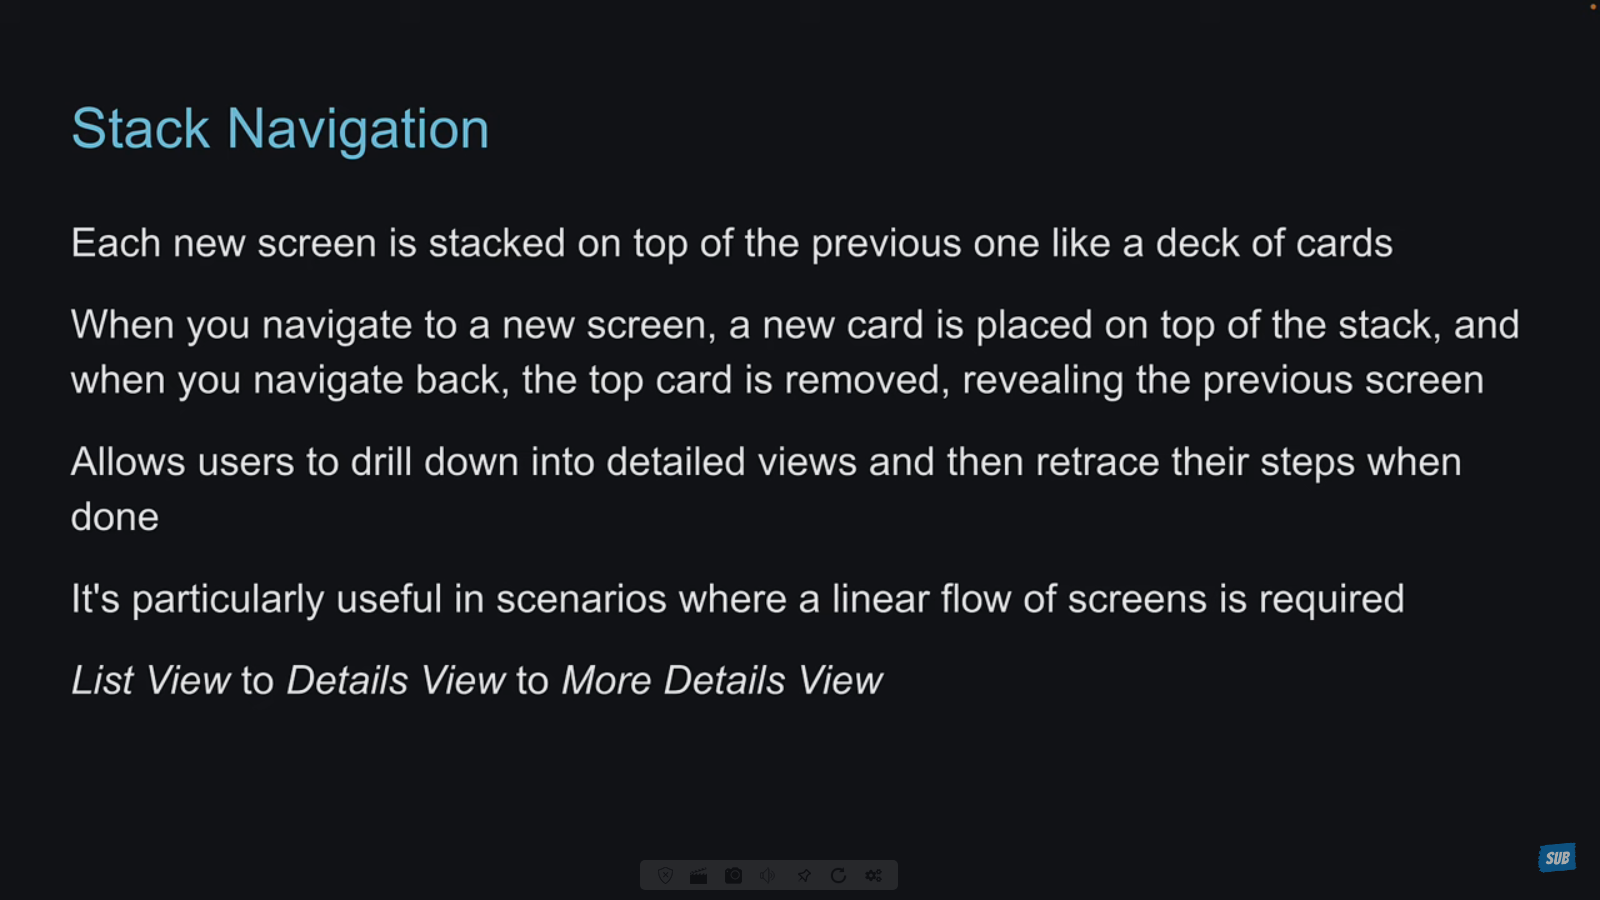 Stack Navigation
Each new screen is stacked on top of the previous one like a deck of cards
When you navigate to a new screen, a new card is placed on top of the stack, and
when you navigate back, the top card is removed, revealing the previous screen
Allows users to drill down into detailed views and then retrace their steps when
done
It's particularly useful in scenarios where a linear flow of screens is required
List View to Details View to More Details View
SUB